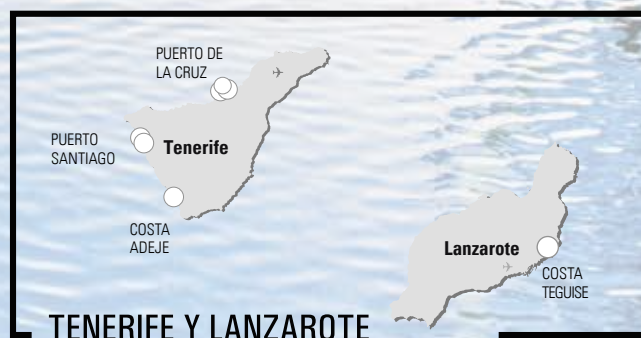 PUERTO DE
LA CRUZ
PUERTO
SANTIAGO
Tenerife
COSTA
ADEJE
Lanzarote
COSTA
TEGUISE
TENERIFE Y LANZAROTE